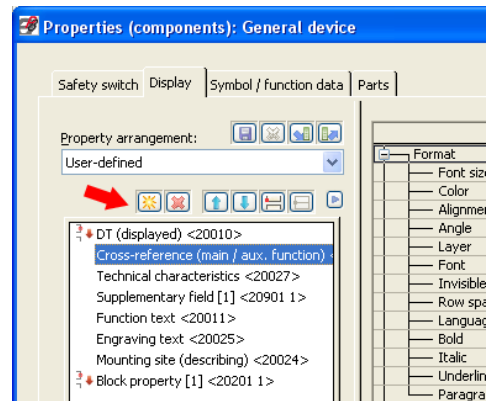 Properties (components): General device
Safety switch Display Symbol / function data Parts
Property arrangement:
User-defined
DT (displayed) <20010>
Cross-reference (main / aux. function) <
Technical characteristics <20027>
Supplementary field [1] <20901 1>
Function text <20011>
Engraving text <20025>
Mounting site (describing) <20024>
Block property [1] <20201 1>
Format
Font size
Color
Alignmen
Angle
Layer
Font
Invisible
Row spa
Languag
Bold
Italic
Underlin
Paragra